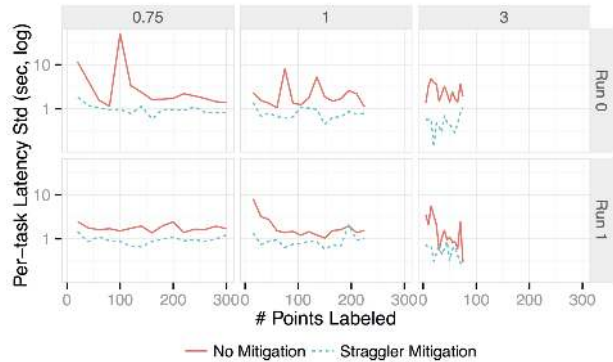 0.75 1 3
Per-task Latency Std (sec, log)
10
1
Run 0
10
1
Run 1
0 100 200 300 0 100 200 300 0 100 200 300
# Points Labeled
No Mitigation Straggler Mitigation